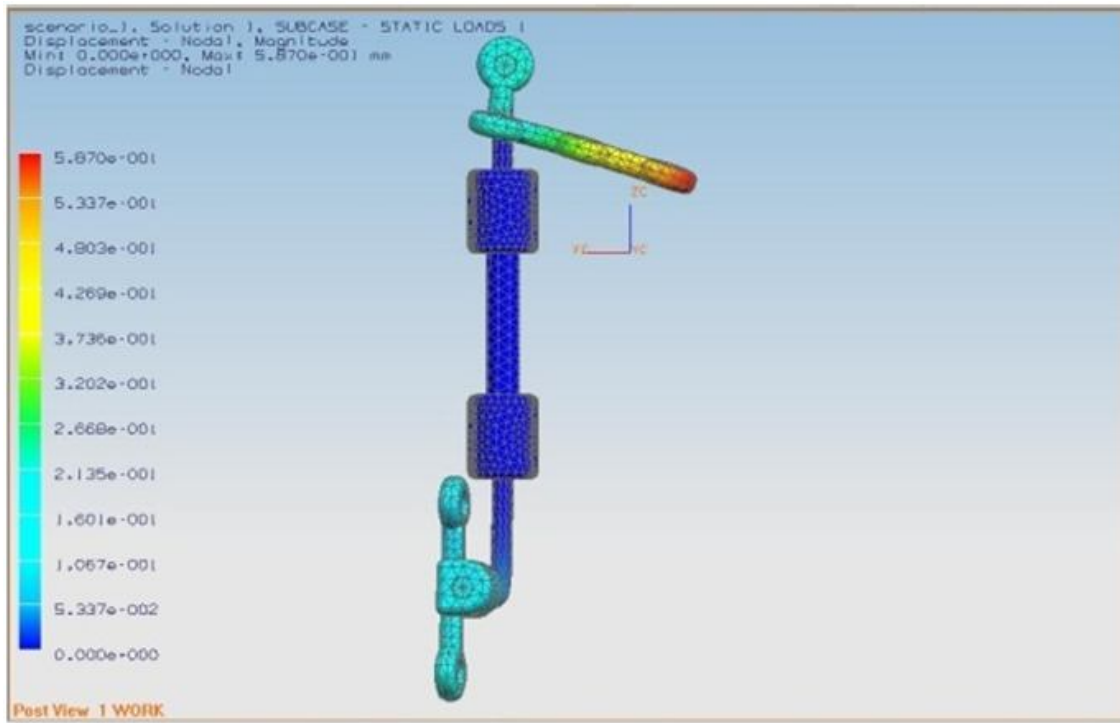 scenario_1, Solution 1, SUBCASE - STATIC LOADS 1
Displacement - Nodal, Magnitude
Min: 0.000e+000, Max: 5.870e-001 mm
Displacement - Nodal
5.870e-001
5.337e-001
4.803e-001
4.269e-001
3.736e-001
3.202e-001
2.668e-001
2.135e-001
1.601e-001
1.067e-001
5.337e-002
0.000e+000
ZC
YC
Post View 1 WORK